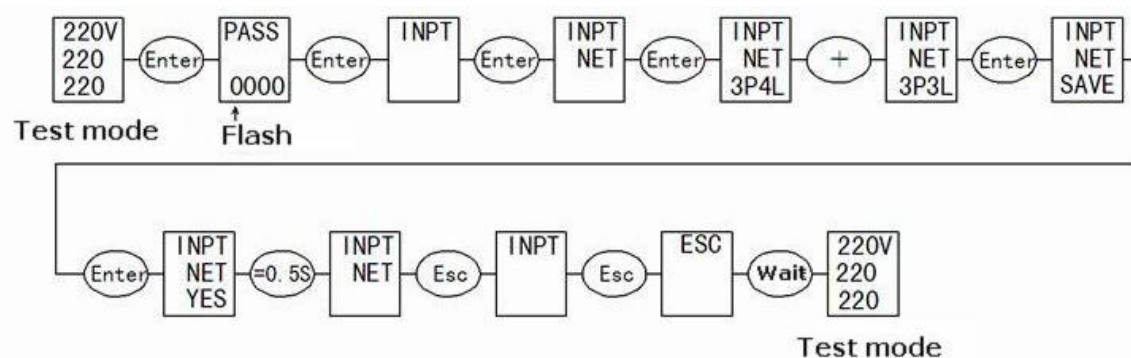 220V
220
220
Enter
PASS
0000
Enter
INPT
Enter
INPT
NET
Enter
INPT
NET
3P4L
+
INPT
NET
3P3L
Enter
INPT
NET
SAVE
Test mode
Flash
Enter
INPT
NET
YES
=0.5S
INPT
NET
Esc
INPT
Esc
ESC
Wait
220V
220
220
Test mode